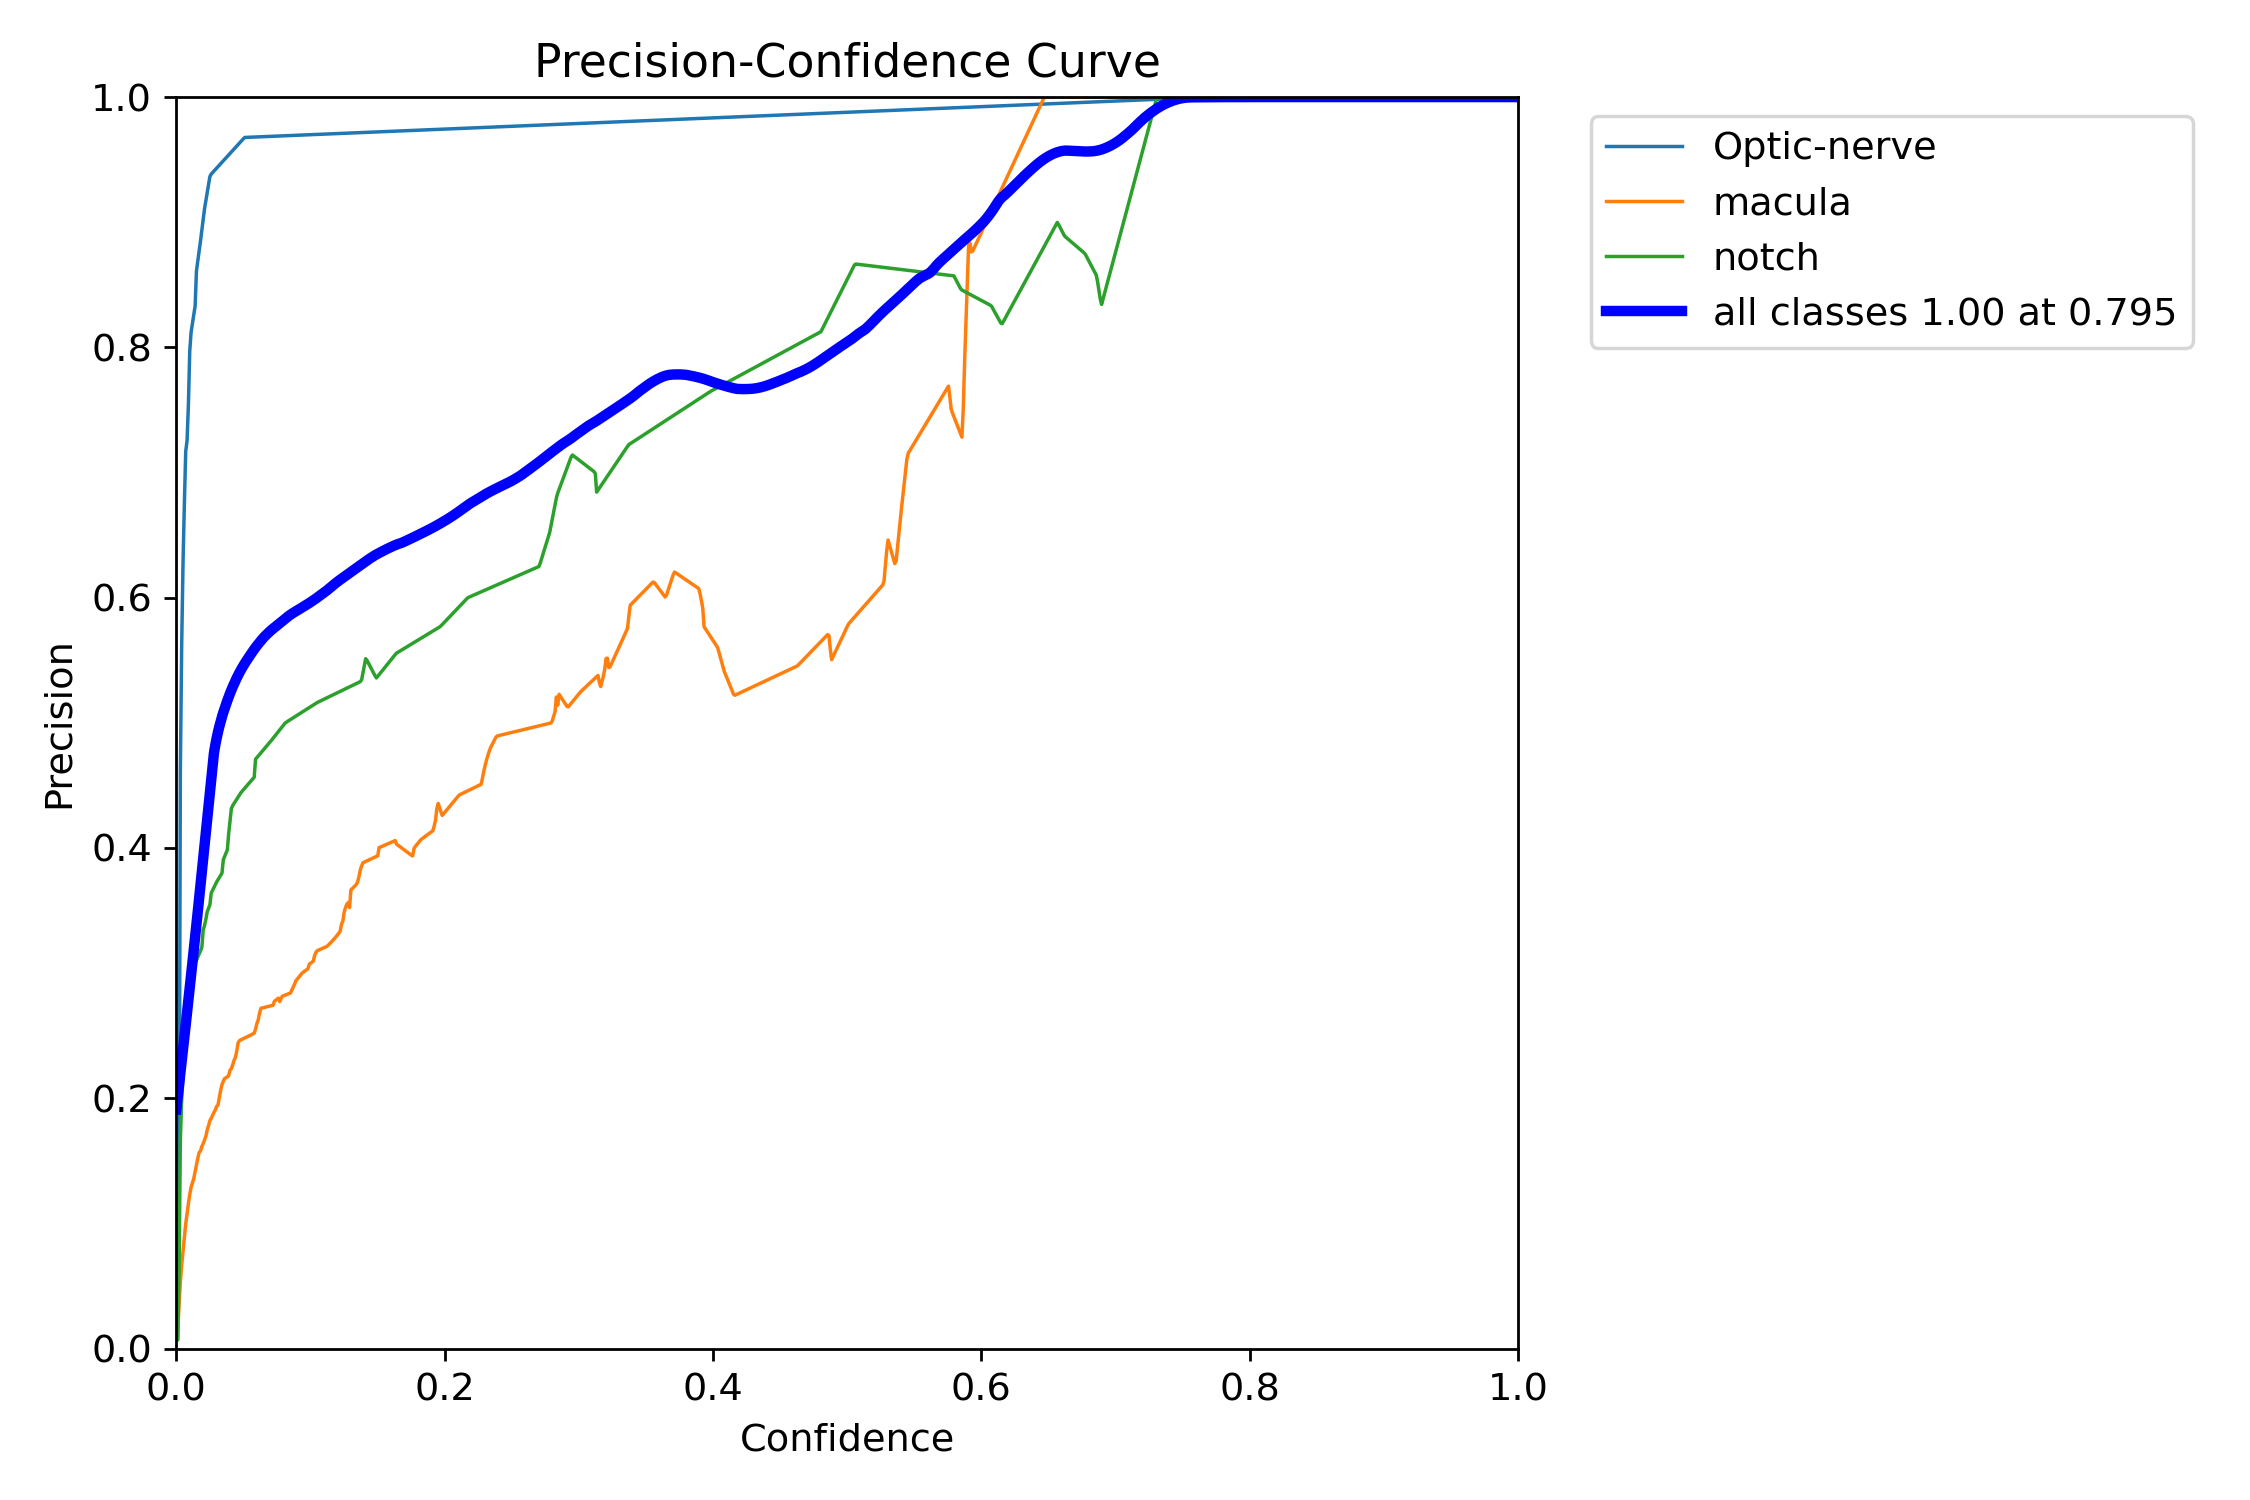 Precision-Confidence Curve
1.0
0.8
0.6
0.4
0.2
0.0
Precision
0.0 0.2 0.4 0.6 0.8 1.0
Confidence
Optic-nerve
macula
notch
all classes 1.00 at 0.795